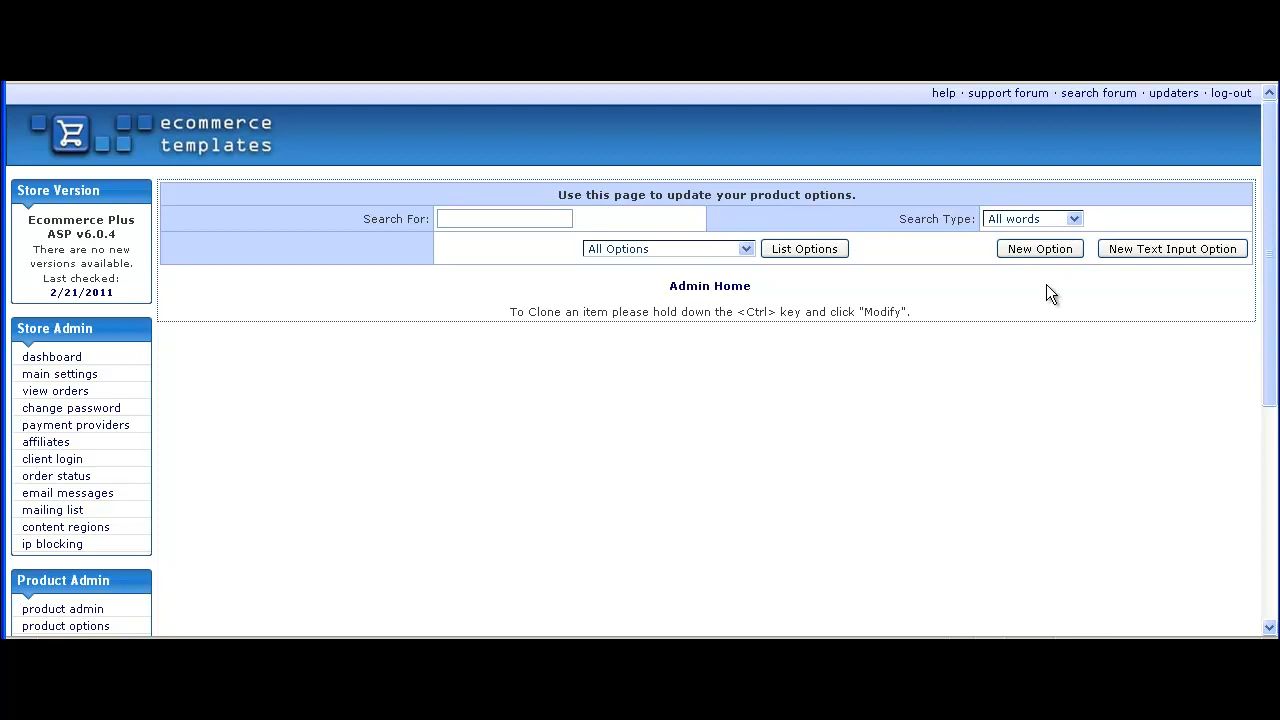 help · support forum · search forum · updaters · log-out
ecommerce
templates
Store Version
Ecommerce Plus
ASP v6.0.4
There are no new
versions available.
Last checked:
2/21/2011
Store Admin
dashboard
main settings
view orders
change password
payment providers
affiliates
client login
order status
email messages
mailing list
content regions
ip blocking
Product Admin
product admin
product options
Use this page to update your product options.
Search For: Search Type: All words
All Options List Options New Option New Text Input Option
Admin Home
To Clone an item please hold down the <Ctrl> key and click "Modify".